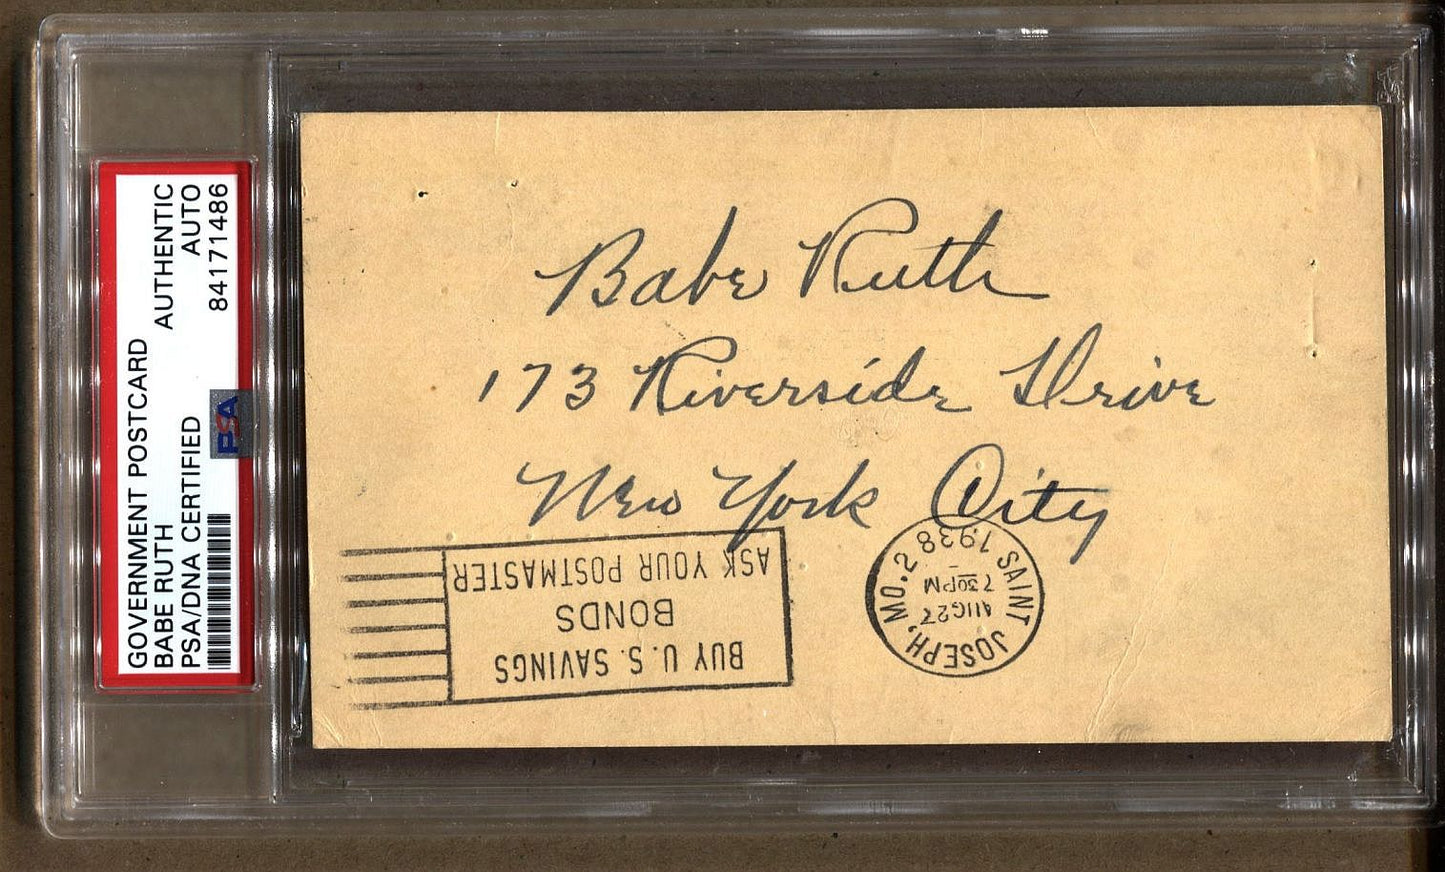 GOVERNMENT POSTCARD
BABE RUTH AUTHENTIC
PSA/DNA CERTIFIED AUTO
84171486
PSA
Babe Ruth
173 Riverside Drive
New York City
BUY U.S. SAVINGS
BONDS
ASK YOUR POSTMASTER
SAINT JOSEPH, MO. 2
AUG 27
7 30 PM
1938